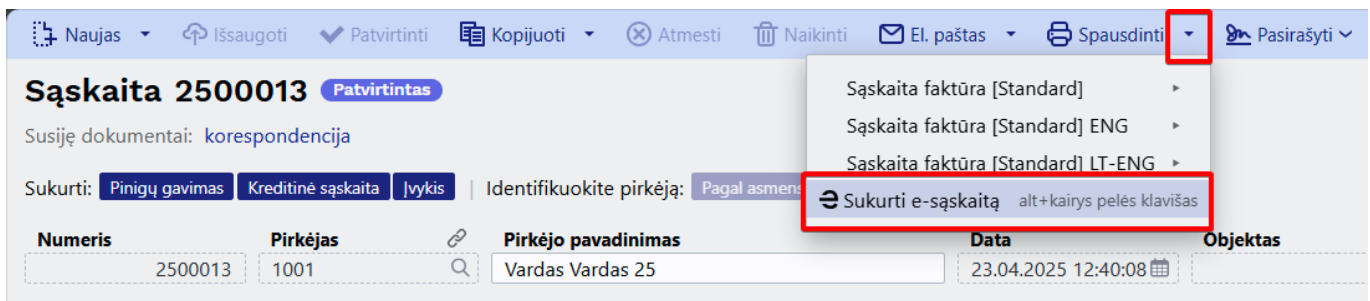 Naujas Išsaugoti Patvirtinti Kopijuoti Atmesti Naikinti El. paštas Spausdinti Pasirašyti
Sąskaita 2500013 Patvirtintas
Susiję dokumentai: korespondencija
Sąskaita faktūra [Standard]
Sąskaita faktūra [Standard] ENG
Sąskaita faktūra [Standard] LT-ENG
Sukurti e-sąskaitą alt+kairys pelės klavišas
Sukurti: Pinigų gavimas Kreditinė sąskaita Įvykis | Identifikuokite pirkėją: Pagal asmens
Numeris Pirkėjas Pirkėjo pavadinimas Data Objektas
2500013 1001 Vardas Vardas 25 23.04.2025 12:40:08